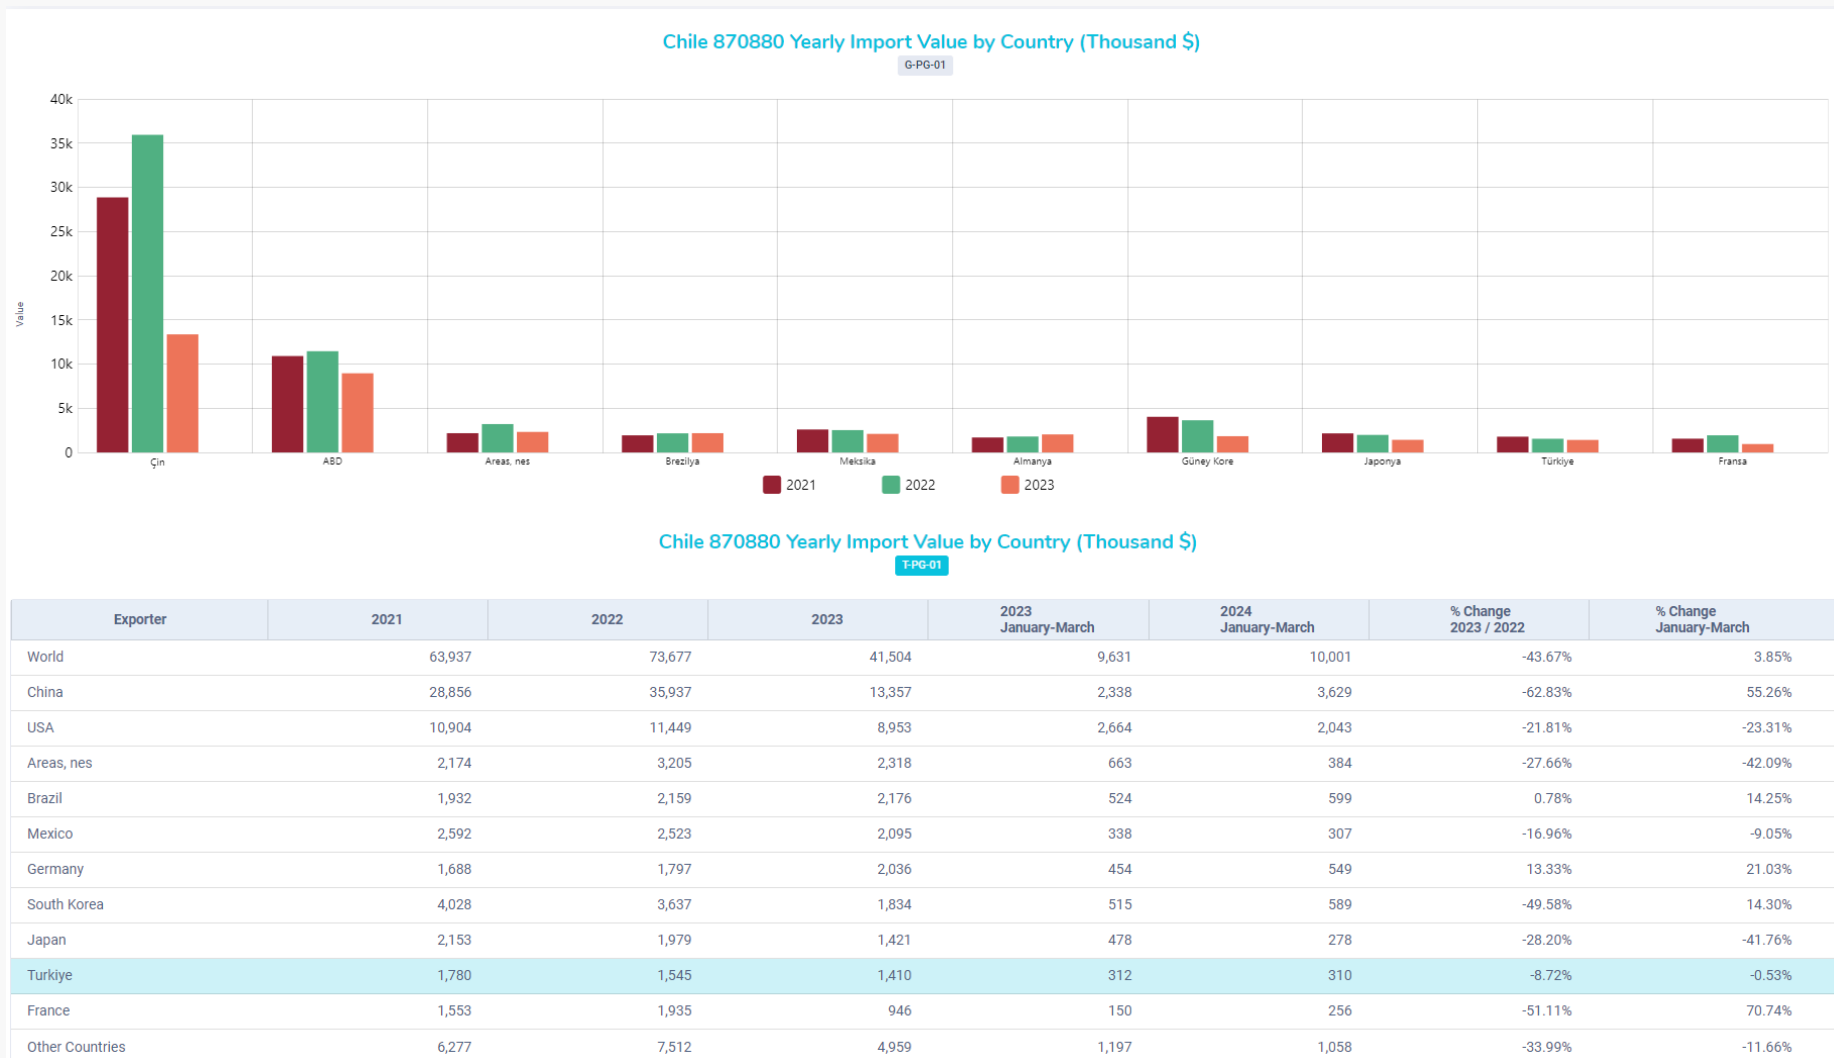 Chile 870880 Yearly Import Value by Country (Thousand $)
G-PG-01
40k
35k
30k
25k
20k
15k
10k
5k
0
Value
Çin ABD Areas, nes Brezilya Meksika Almanya Güney Kore Japonya Türkiye Fransa
2021 2022 2023
Chile 870880 Yearly Import Value by Country (Thousand $)
T-PG-01
Exporter 2021 2022 2023 2023 January-March 2024 January-March % Change 2023 / 2022 % Change January-March
World 63,937 73,677 41,504 9,631 10,001 -43.67% 3.85%
China 28,856 35,937 13,357 2,338 3,629 -62.83% 55.26%
USA 10,904 11,449 8,953 2,664 2,043 -21.81% -23.31%
Areas, nes 2,174 3,205 2,318 663 384 -27.66% -42.09%
Brazil 1,932 2,159 2,176 524 599 0.78% 14.25%
Mexico 2,592 2,523 2,095 338 307 -16.96% -9.05%
Germany 1,688 1,797 2,036 454 549 13.33% 21.03%
South Korea 4,028 3,637 1,834 515 589 -49.58% 14.30%
Japan 2,153 1,979 1,421 478 278 -28.20% -41.76%
Turkiye 1,780 1,545 1,410 312 310 -8.72% -0.53%
France 1,553 1,935 946 150 256 -51.11% 70.74%
Other Countries 6,277 7,512 4,959 1,197 1,058 -33.99% -11.66%